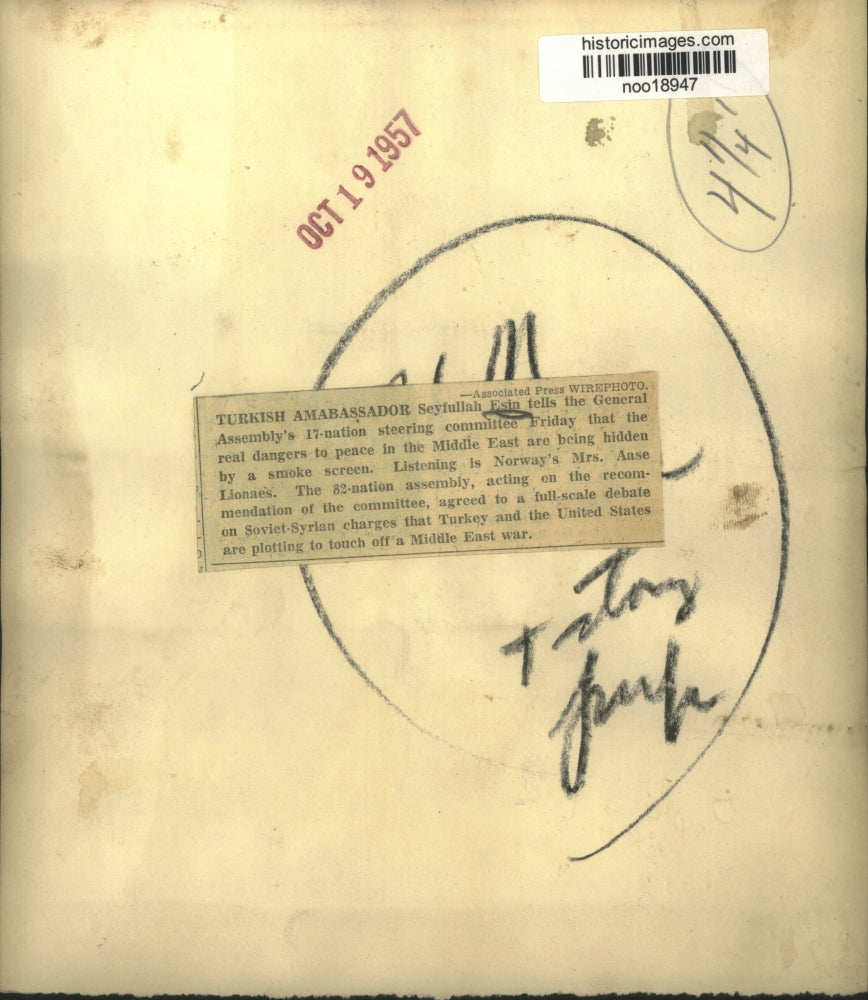 historicimages.com
noo18947
OCT 19 1957
4 1/4"
—Associated Press WIREPHOTO.
TURKISH AMABASSADOR Seyfullah Esin tells the General
Assembly's 17-nation steering committee Friday that the
real dangers to peace in the Middle East are being hidden
by a smoke screen. Listening is Norway's Mrs. Aase
Lionaes. The 82-nation assembly, acting on the recom-
mendation of the committee, agreed to a full-scale debate
on Soviet-Syrian charges that Turkey and the United States
are plotting to touch off a Middle East war.